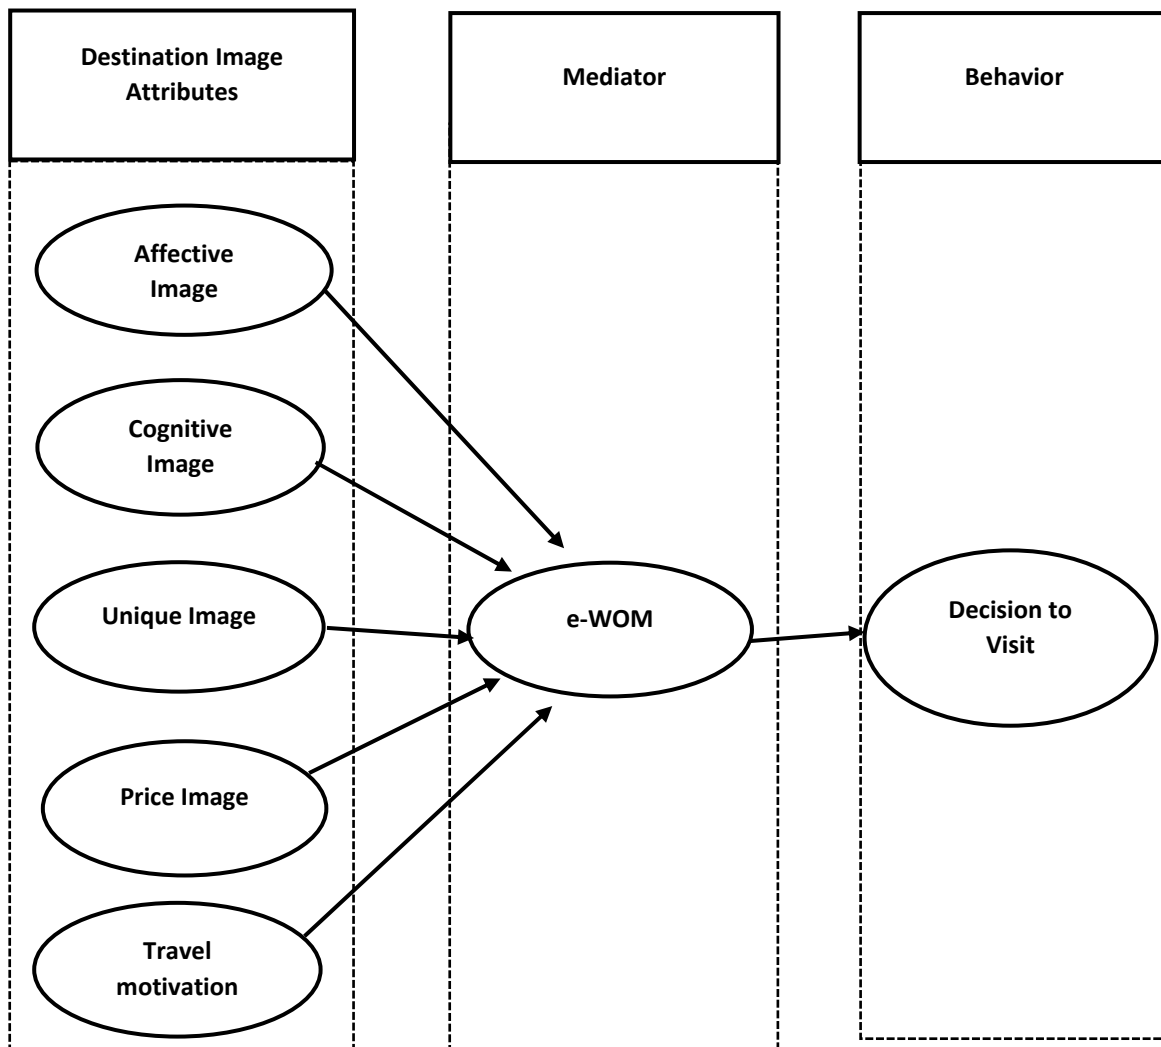 Destination Image
Attributes
Mediator
Behavior
Affective
Image
Cognitive
Image
Unique Image
e-WOM
Decision to
Visit
Price Image
Travel
motivation